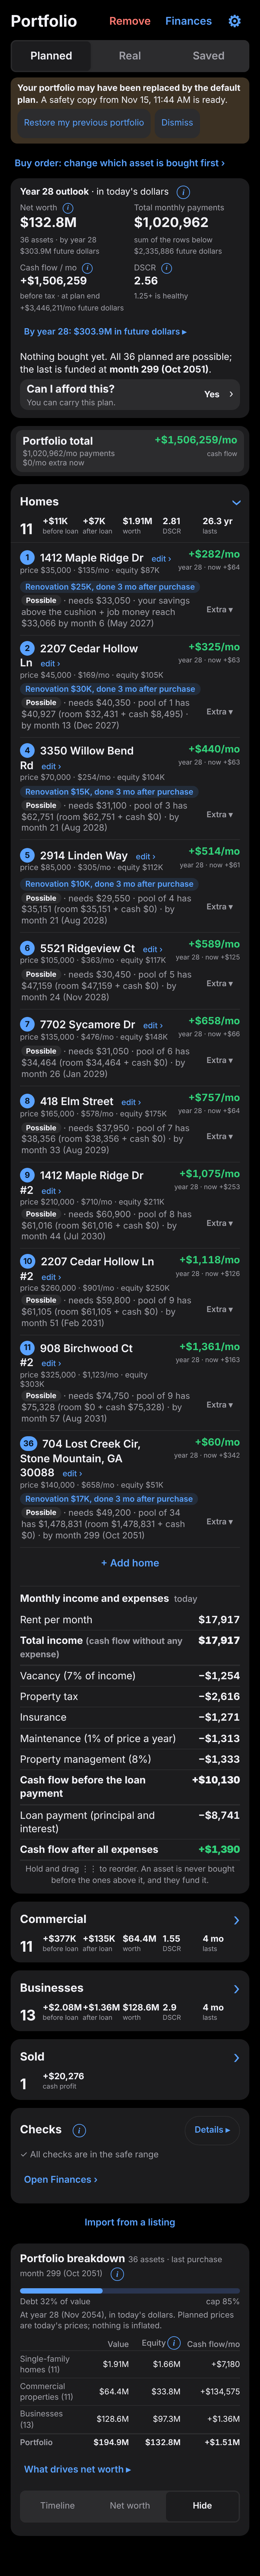 Portfolio
Remove
Finances
Planned
Real
Saved
Your portfolio may have been replaced by the default
plan. A safety copy from Nov 15, 11:44 AM is ready.
Restore my previous portfolio
Dismiss
Buy order: change which asset is bought first ›
Year 28 outlook · in today's dollars i
Net worth i
Total monthly payments
$132.8M
$1,020,962
36 assets · by year 28
sum of the rows below
$303.9M future dollars
$2,335,888 future dollars
Cash flow / mo i
DSCR i
+$1,506,259
2.56
before tax · at plan end
1.25+ is healthy
+$3,446,211/mo future dollars
By year 28: $303.9M in future dollars ▸
Nothing bought yet. All 36 planned are possible;
the last is funded at month 299 (Oct 2051).
Can I afford this?
Yes ›
You can carry this plan.
Portfolio total
+$1,506,259/mo
$1,020,962/mo payments
cash flow
$0/mo extra now
Homes
11
+$11K
+$7K
$1.91M
2.81
26.3 yr
before loan
after loan
worth
DSCR
lasts
1 1412 Maple Ridge Dr edit ›
+$282/mo
price $35,025 · $135/mo · equity $87K
year 28 · now +$64
Renovation $25K, done 3 mo after purchase
Possible · needs $33,050 · your savings
above the cushion + job money reach
$33,066 by month 6 (May 2027)
Extra ▾
2 2207 Cedar Hollow
Ln edit ›
+$325/mo
year 28 · now +$63
price $45,000 · $169/mo · equity $105K
Renovation $30K, done 3 mo after purchase
Possible · needs $40,350 · pool of 1 has
$40,927 (room $32,431 + cash $8,495) ·
by month 13 (Dec 2027)
Extra ▾
4 3350 Willow Bend
Rd edit ›
+$440/mo
year 28 · now +$63
price $70,000 · $254/mo · equity $104K
Renovation $15K, done 3 mo after purchase
Possible · needs $31,100 · pool of 3 has
$62,751 (room $62,751 + cash $0) · by
month 21 (Aug 2028)
Extra ▾
5 2914 Linden Way edit ›
+$514/mo
price $85,000 · $305/mo · equity $112K
year 28 · now +$61
Renovation $10K, done 3 mo after purchase
Possible · needs $29,550 · pool of 4 has
$35,151 (room $35,151 + cash $0) · by
month 21 (Aug 2028)
Extra ▾
6 5521 Ridgeview Ct edit ›
+$589/mo
price $105,000 · $363/mo · equity $117K
year 28 · now +$125
Possible · needs $30,450 · pool of 5 has
$47,159 (room $47,159 + cash $0) · by
month 24 (Nov 2028)
Extra ▾
7 7702 Sycamore Dr edit ›
+$658/mo
price $135,000 · $476/mo · equity $148K
year 28 · now +$66
Possible · needs $31,050 · pool of 6 has
$34,464 (room $34,464 + cash $0) · by
month 26 (Jan 2029)
Extra ▾
8 418 Elm Street edit ›
+$757/mo
price $165,000 · $578/mo · equity $175K
year 28 · now +$64
Possible · needs $37,950 · pool of 7 has
$38,356 (room $38,356 + cash $0) · by
month 33 (Aug 2029)
Extra ▾
9 1412 Maple Ridge Dr
#2 edit ›
+$1,075/mo
year 28 · now +$253
price $210,000 · $710/mo · equity $211K
Possible · needs $60,900 · pool of 8 has
$61,016 (room $61,016 + cash $0) · by
month 44 (Jul 2030)
Extra ▾
10 2207 Cedar Hollow Ln
#2 edit ›
+$1,118/mo
year 28 · now +$126
price $260,000 · $901/mo · equity $250K
Possible · needs $59,800 · pool of 9 has
$61,105 (room $61,105 + cash $0) · by
month 51 (Feb 2031)
Extra ▾
11 908 Birchwood Ct
#2 edit ›
+$1,361/mo
year 28 · now +$163
price $325,000 · $1,123/mo · equity
$303K
Possible · needs $74,750 · pool of 9 has
$75,328 (room $0 + cash $75,328) · by
month 57 (Aug 2031)
Extra ▾
36 704 Lost Creek Cir,
Stone Mountain, GA
30088 edit ›
+$60/mo
year 28 · now +$342
price $140,000 · $658/mo · equity $51K
Renovation $17K, done 3 mo after purchase
Possible · needs $49,200 · pool of 34
has $1,478,831 (room $1,478,831 + cash
$0) · by month 299 (Oct 2051)
Extra ▾
+ Add home
Monthly income and expenses today
Rent per month
$17,917
Total income (cash flow without any
expense)
$17,917
Vacancy (7% of income)
−$1,254
Property tax
−$2,616
Insurance
−$1,271
Maintenance (1% of price a year)
−$1,313
Property management (8%)
−$1,333
Cash flow before the loan
payment
+$10,130
Loan payment (principal and
interest)
−$8,741
Cash flow after all expenses
+$1,390
Hold and drag ⋮⋮ to reorder. An asset is never bought
before the ones above it, and they fund it.
Commercial
11
+$377K
+$135K
$64.4M
1.55
4 mo
before loan
after loan
worth
DSCR
lasts
Businesses
13
+$2.08M
+$1.36M
$128.6M
2.9
4 mo
before loan
after loan
worth
DSCR
lasts
Sold
1
+$20,276
cash profit
Checks i
Details ▸
✓ All checks are in the safe range
Open Finances ›
Import from a listing
Portfolio breakdown 36 assets · last purchase
month 299 (Oct 2051) i
Debt 32% of value
cap 85%
At year 28 (Nov 2054), in today's dollars. Planned prices
are today's prices; nothing is inflated.
Value
Equity i
Cash flow/mo
Single-family
homes (11)
$1.91M
$1.66M
+$7,180
Commercial
properties (11)
$64.4M
$33.8M
+$134,575
Businesses
(13)
$128.6M
$97.3M
+$1.36M
Portfolio
$194.9M
$132.8M
+$1.51M
What drives net worth ▸
Timeline
Net worth
Hide